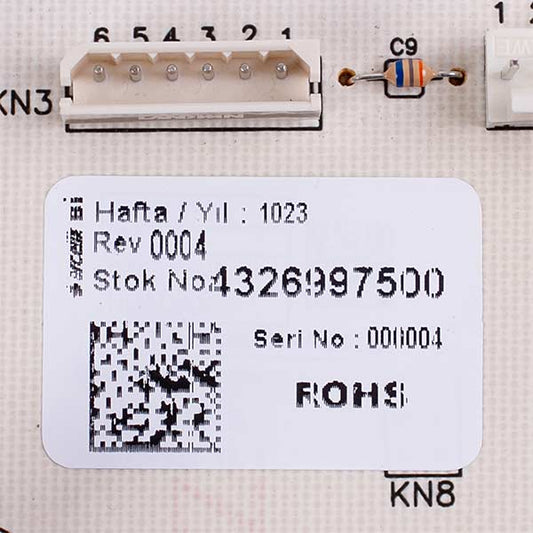 6 5 4 3 2 1
C9
1
KN3
Hafta / Yıl : 1023
Rev 0004
Stok No: 4326997500
Seri No : 000004
ROHS
KN8